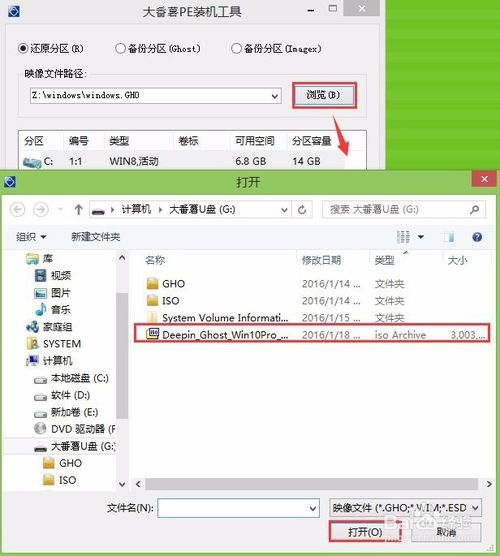 大番薯PE装机工具
还原分区(R) 备份分区(Ghost) 备份分区(Imagex)
映像文件路径:
Z:\windows\windows.GHO 浏览(B)
分区 编号 类型 卷标 可用空间 分区容量
C: 1:1 WIN8,活动 6.8 GB 14 GB
打开
计算机 大番薯U盘 (G:) 搜索 大番薯U盘 (G:)
组织 新建文件夹
名称 修改日期 类型 大小
库
视频
图片
音乐
家庭组
SYSTEM
计算机
本地磁盘 (C:)
软件 (D:)
新加卷 (E:)
DVD 驱动器 (F
大番薯U盘 (G:
GHO
ISO
GHO 2016/1/14 ... 文件夹
ISO 2016/1/14 ... 文件夹
System Volume Informati... 2016/1/15 ... 文件夹
Deepin_Ghost_Win10Pro_... 2016/1/18 ... iso Archive 3,003,...
文件名(N): 映像文件 (*.GHO;*.WIM;*.ESD
打开(O) 取消